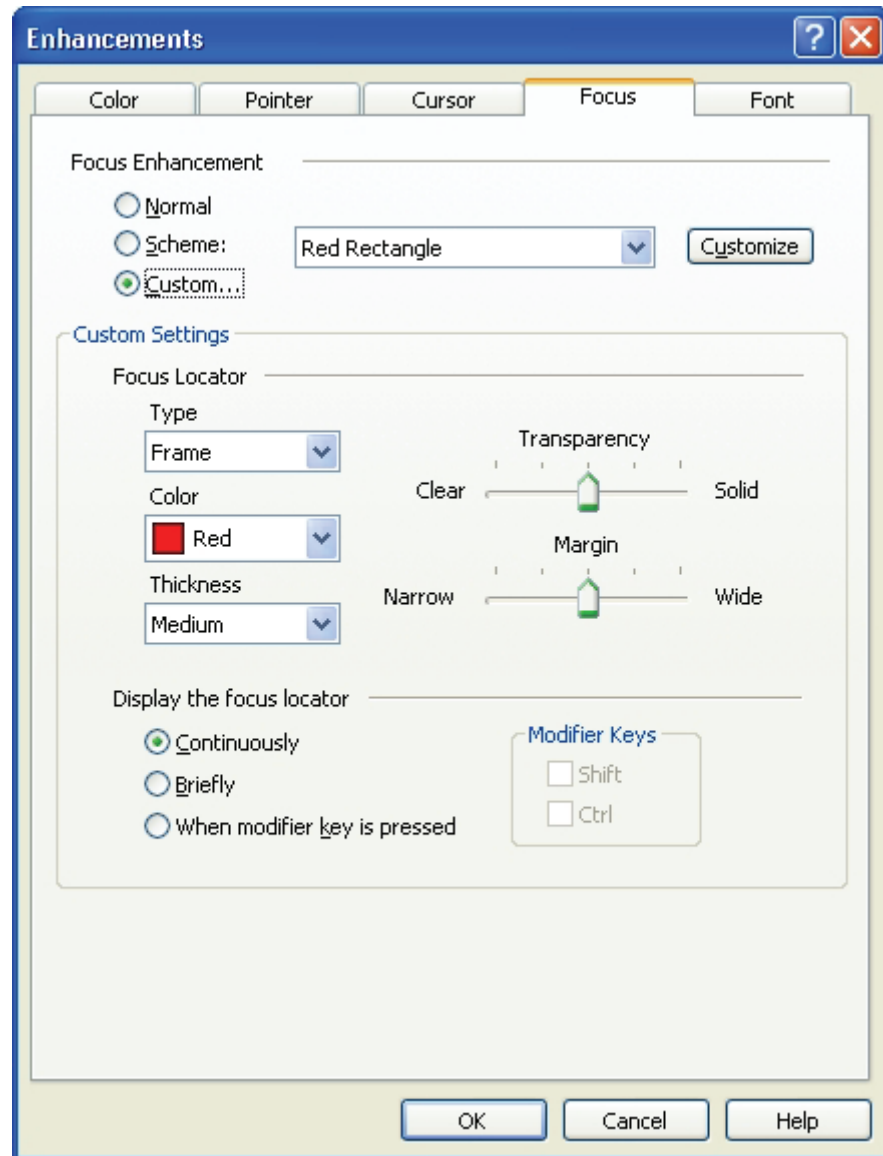 Enhancements
Color Pointer Cursor Focus Font
Focus Enhancement
Normal
Scheme: Red Rectangle Customize
Custom...
Custom Settings
Focus Locator
Type
Frame
Transparency
Clear Solid
Color
Red
Margin
Thickness
Narrow Wide
Medium
Display the focus locator
Continuously
Modifier Keys
Shift
Briefly
Ctrl
When modifier key is pressed
OK Cancel Help